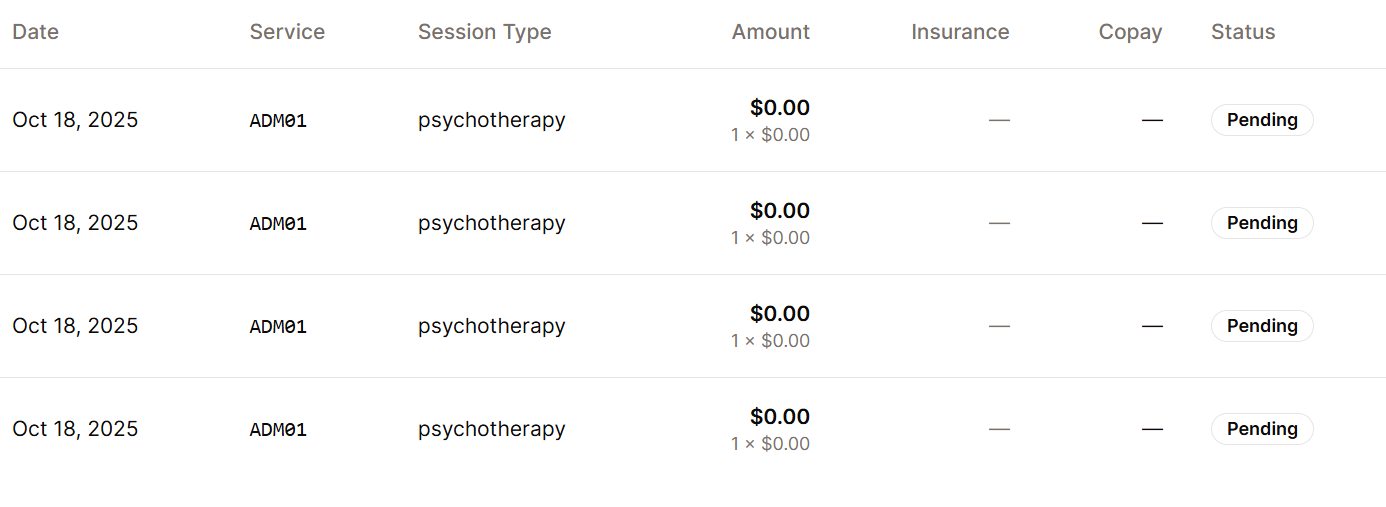 Date Service Session Type Amount Insurance Copay Status
Oct 18, 2025 ADM01 psychotherapy $0.00 — — Pending
1 × $0.00
Oct 18, 2025 ADM01 psychotherapy $0.00 — — Pending
1 × $0.00
Oct 18, 2025 ADM01 psychotherapy $0.00 — — Pending
1 × $0.00
Oct 18, 2025 ADM01 psychotherapy $0.00 — — Pending
1 × $0.00